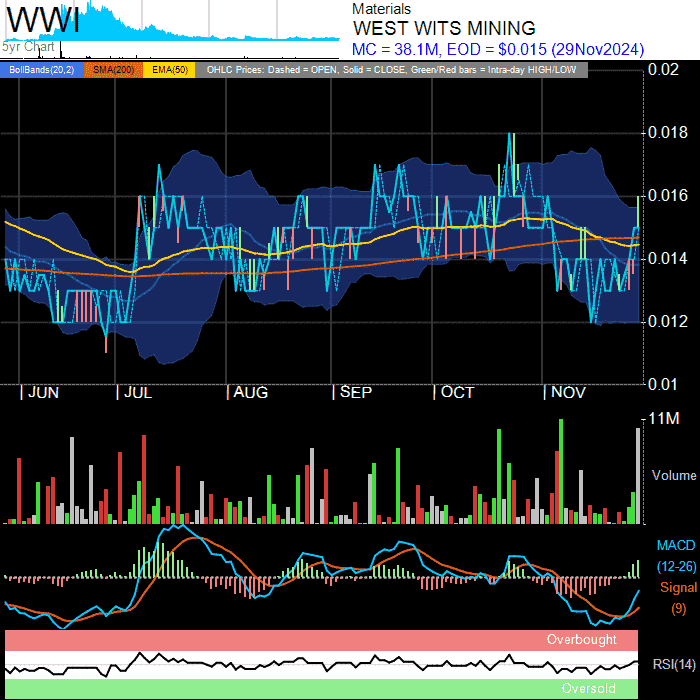 WWI
5yr Chart
Materials
WEST WITS MINING
MC = 38.1M, EOD = $0.015 (29Nov2024)
BollBands(20,2) SMA(200) EMA(50) OHLC Prices: Dashed = OPEN, Solid = CLOSE, Green/Red bars = Intra-day HIGH/LOW
0.02
0.018
0.016
0.014
0.012
0.01
JUN JUL AUG SEP OCT NOV
11M
Volume
MACD
(12-26)
Signal
(9)
Overbought
RSI(14)
Oversold